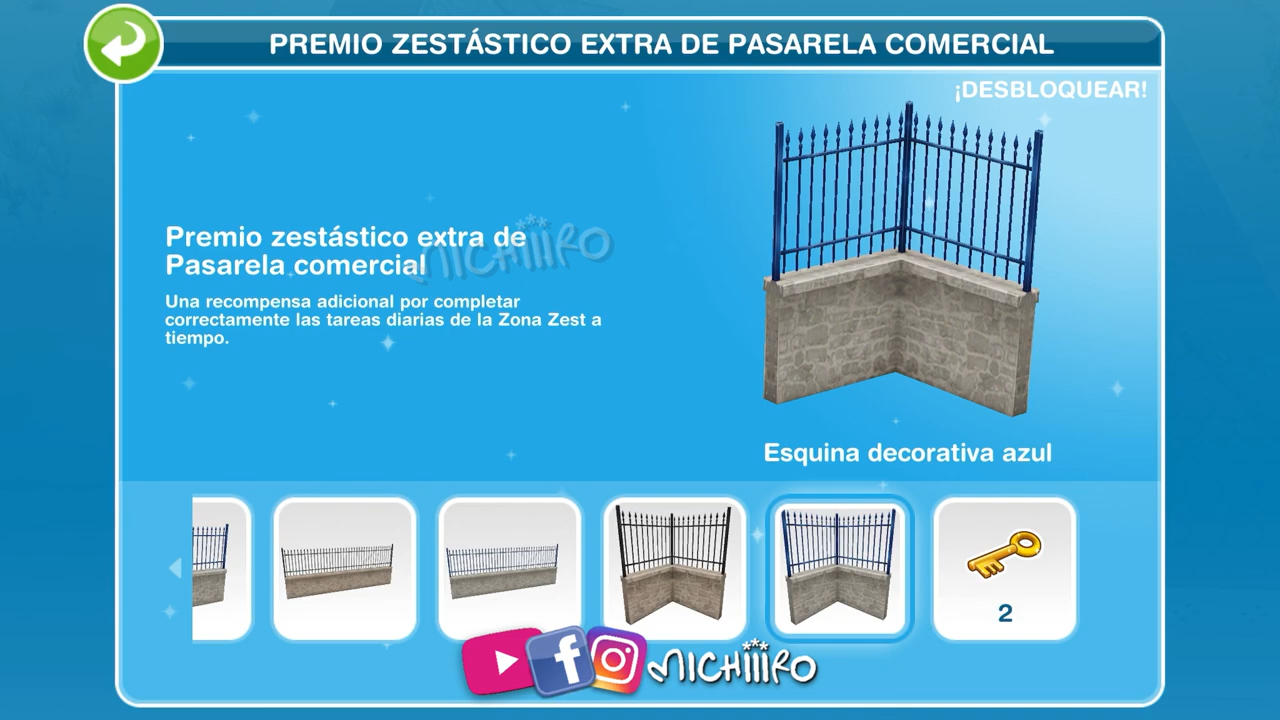 PREMIO ZESTÁSTICO EXTRA DE PASARELA COMERCIAL
¡DESBLOQUEAR!
Premio zestástico extra de
Pasarela comercial
MICHIIIRO
Una recompensa adicional por completar
correctamente las tareas diarias de la Zona Zest a
tiempo.
Esquina decorativa azul
2
MICHIIIRO